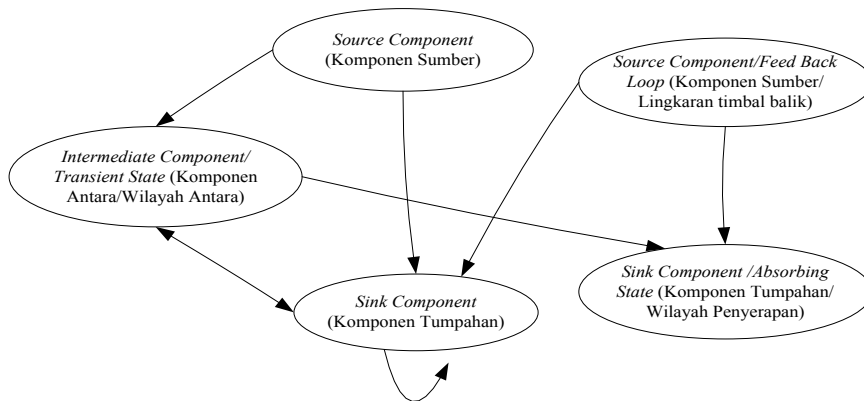 Source Component
(Komponen Sumber)
Source Component/Feed Back
Loop (Komponen Sumber/
Lingkaran timbal balik)
Intermediate Component/
Transient State (Komponen
Antara/Wilayah Antara)
Sink Component
(Komponen Tumpahan)
Sink Component /Absorbing
State (Komponen Tumpahan/
Wilayah Penyerapan)